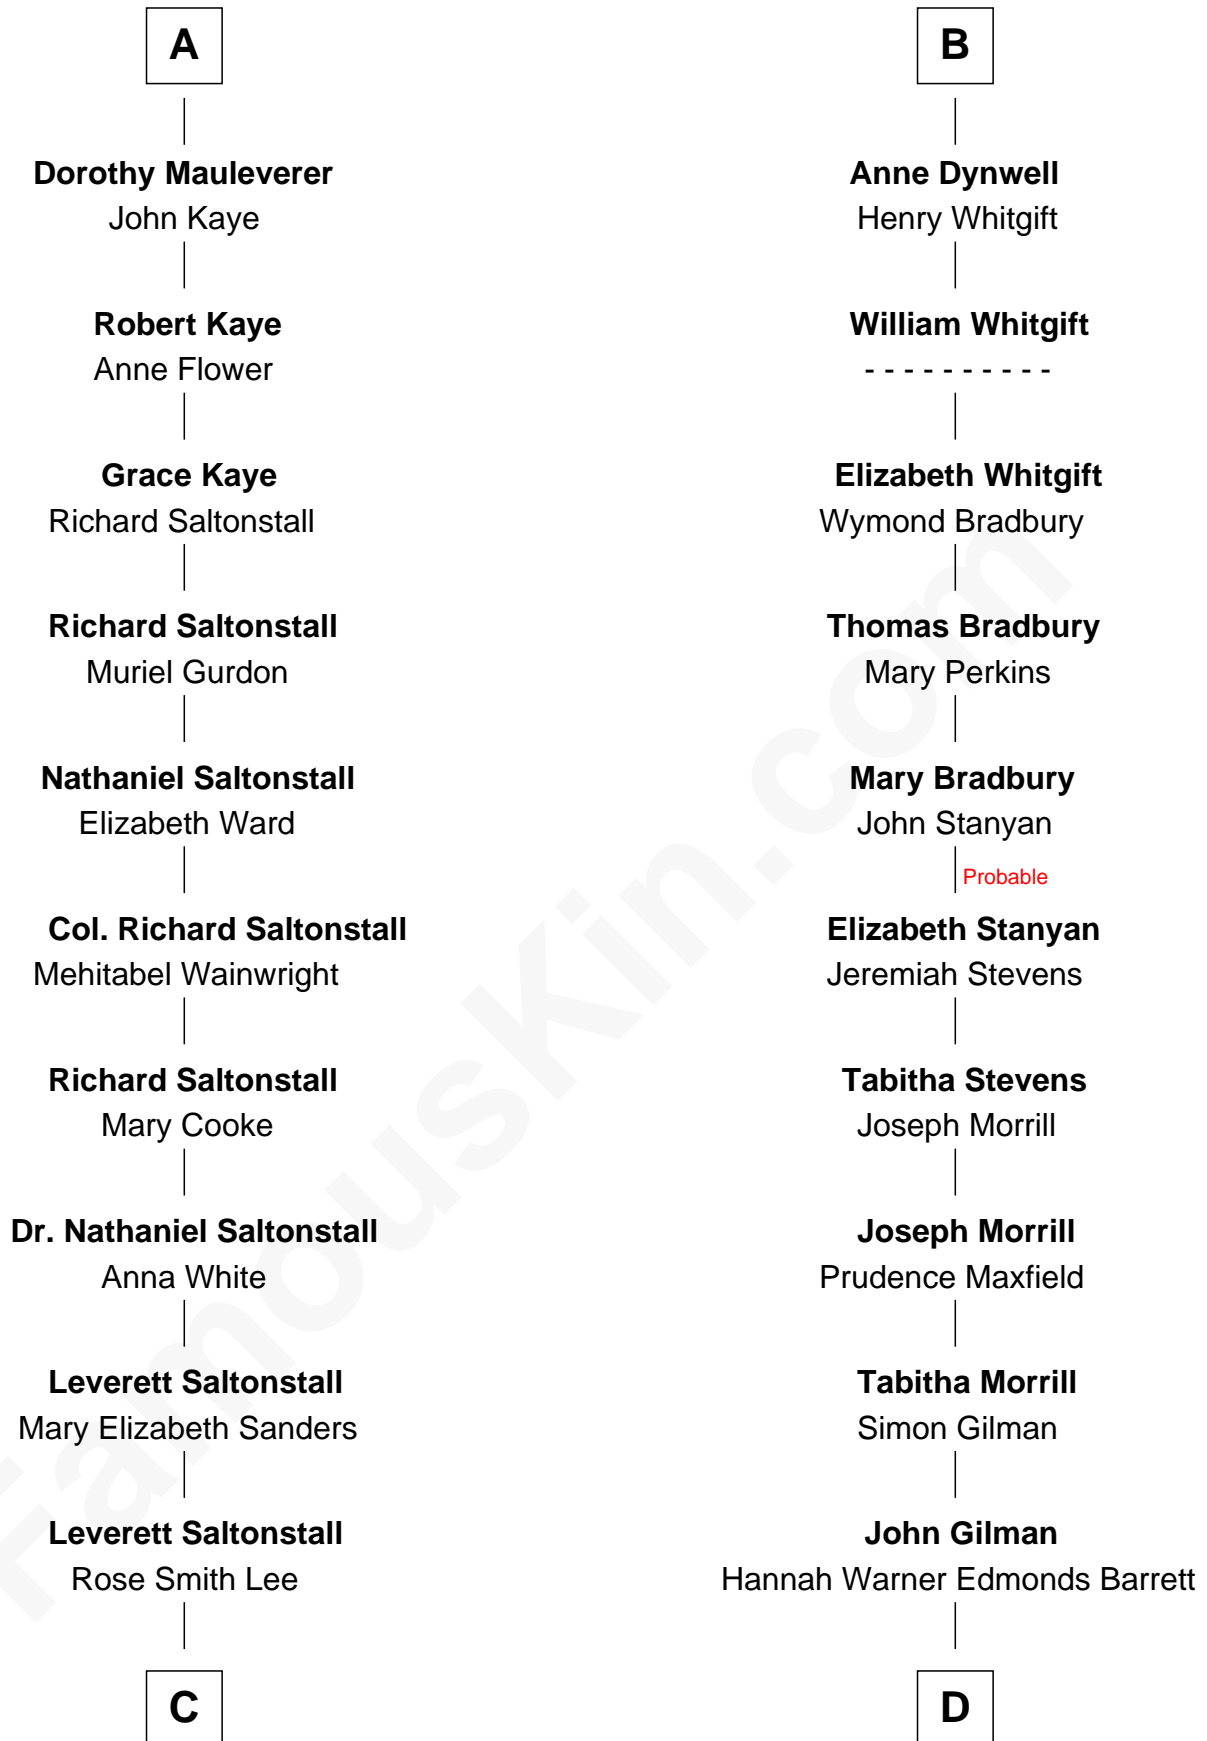 A
Dorothy Mauleverer
John Kaye
Robert Kaye
Anne Flower
Grace Kaye
Richard Saltonstall
Richard Saltonstall
Muriel Gurdon
Nathaniel Saltonstall
Elizabeth Ward
Col. Richard Saltonstall
Mehitabel Wainwright
Richard Saltonstall
Mary Cooke
Dr. Nathaniel Saltonstall
Anna White
Leverett Saltonstall
Mary Elizabeth Sanders
Leverett Saltonstall
Rose Smith Lee
C
B
Anne Dynwell
Henry Whitgift
William Whitgift
- - - - - - - - - -
Elizabeth Whitgift
Wymond Bradbury
Thomas Bradbury
Mary Perkins
Mary Bradbury
John Stanyan
Probable
Elizabeth Stanyan
Jeremiah Stevens
Tabitha Stevens
Joseph Morrill
Joseph Morrill
Prudence Maxfield
Tabitha Morrill
Simon Gilman
John Gilman
Hannah Warner Edmonds Barrett
D
FamousKin.com